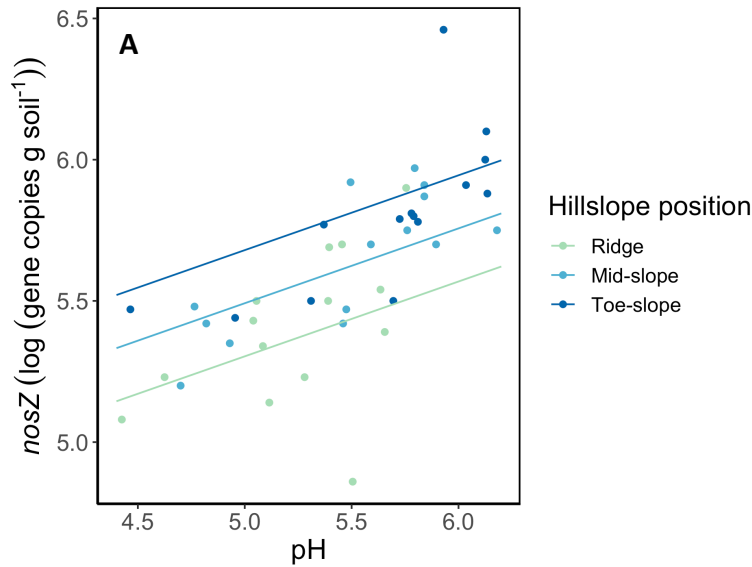 A
nosZ (log (gene copies g soil⁻¹))
6.5
6.0
5.5
5.0
4.5 5.0 5.5 6.0
pH
Hillslope position
Ridge
Mid-slope
Toe-slope